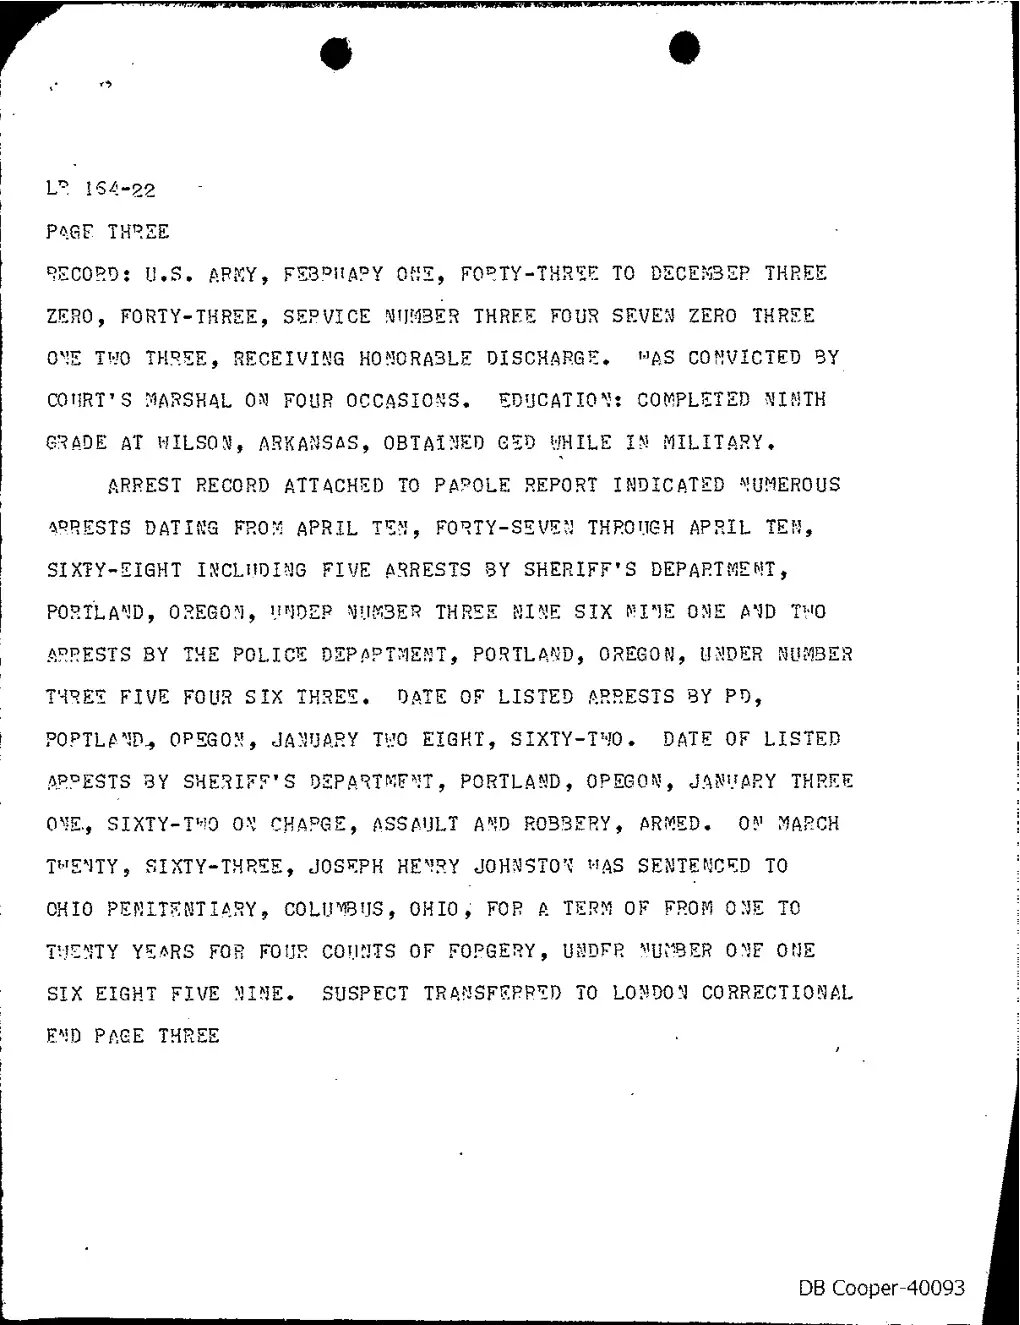 LR 164-22
PAGE THREE
RECORD: U.S. ARMY, FEBRUARY ONE, FORTY-THREE TO DECEMBER THREE
ZERO, FORTY-THREE, SERVICE NUMBER THREE FOUR SEVEN ZERO THREE
ONE TWO THREE, RECEIVING HONORABLE DISCHARGE. WAS CONVICTED BY
COURT'S MARSHAL ON FOUR OCCASIONS. EDUCATION: COMPLETED NINTH
GRADE AT WILSON, ARKANSAS, OBTAINED GED WHILE IN MILITARY.
ARREST RECORD ATTACHED TO PAROLE REPORT INDICATED NUMEROUS
ARRESTS DATING FROM APRIL TEN, FORTY-SEVEN THROUGH APRIL TEN,
SIXTY-EIGHT INCLUDING FIVE ARRESTS BY SHERIFF'S DEPARTMENT,
PORTLAND, OREGON, UNDER NUMBER THREE NINE SIX NINE ONE AND TWO
ARRESTS BY THE POLICE DEPARTMENT, PORTLAND, OREGON, UNDER NUMBER
THREE FIVE FOUR SIX THREE. DATE OF LISTED ARRESTS BY PD,
PORTLAND, OREGON, JANUARY TWO EIGHT, SIXTY-TWO. DATE OF LISTED
ARRESTS BY SHERIFF'S DEPARTMENT, PORTLAND, OREGON, JANUARY THREE
ONE, SIXTY-TWO ON CHARGE, ASSAULT AND ROBBERY, ARMED. ON MARCH
TWENTY, SIXTY-THREE, JOSEPH HENRY JOHNSTON WAS SENTENCED TO
OHIO PENITENTIARY, COLUMBUS, OHIO, FOR A TERM OF FROM ONE TO
TWENTY YEARS FOR FOUR COUNTS OF FORGERY, UNDER NUMBER ONE ONE
SIX EIGHT FIVE NINE. SUSPECT TRANSFERRED TO LONDON CORRECTIONAL
END PAGE THREE
DB Cooper-40093